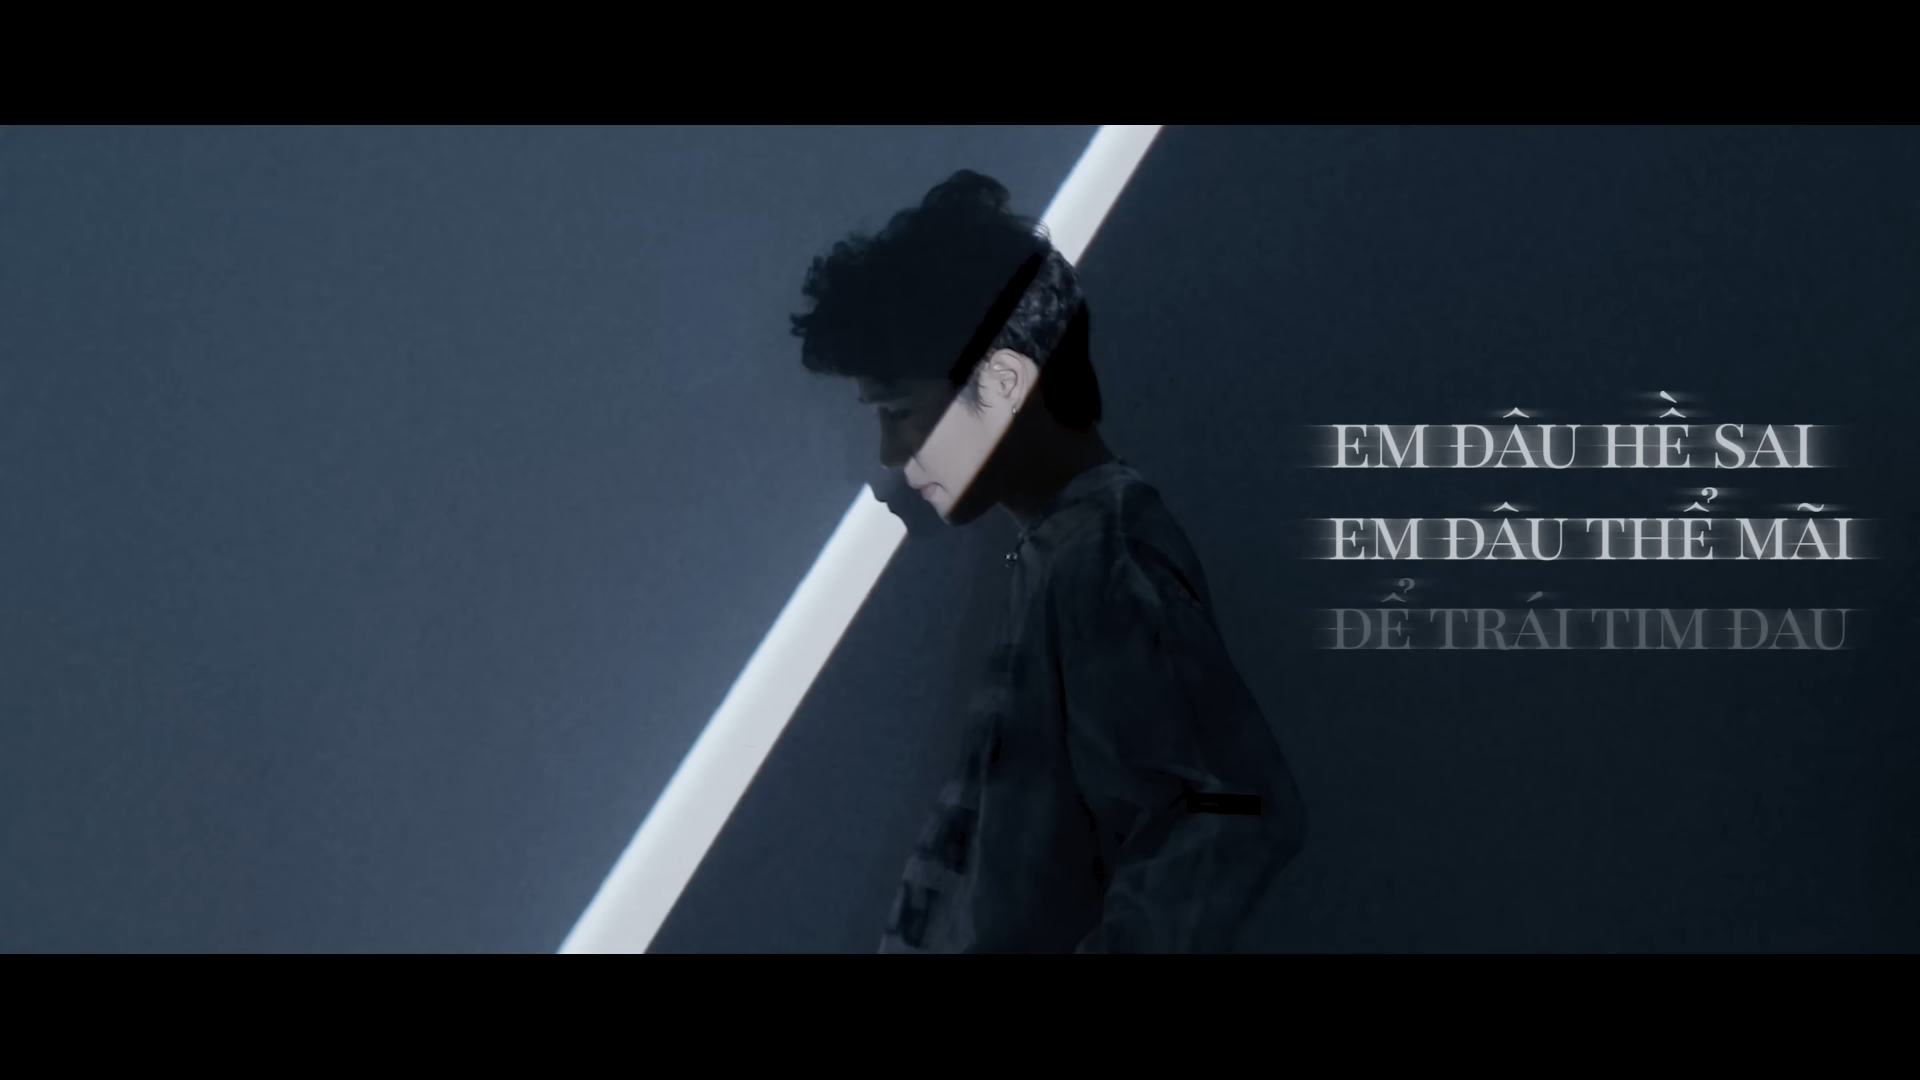 EM ĐÂU HỀ SAI
EM ĐÂU THỂ MÃI
ĐỂ TRÁI TIM ĐAU